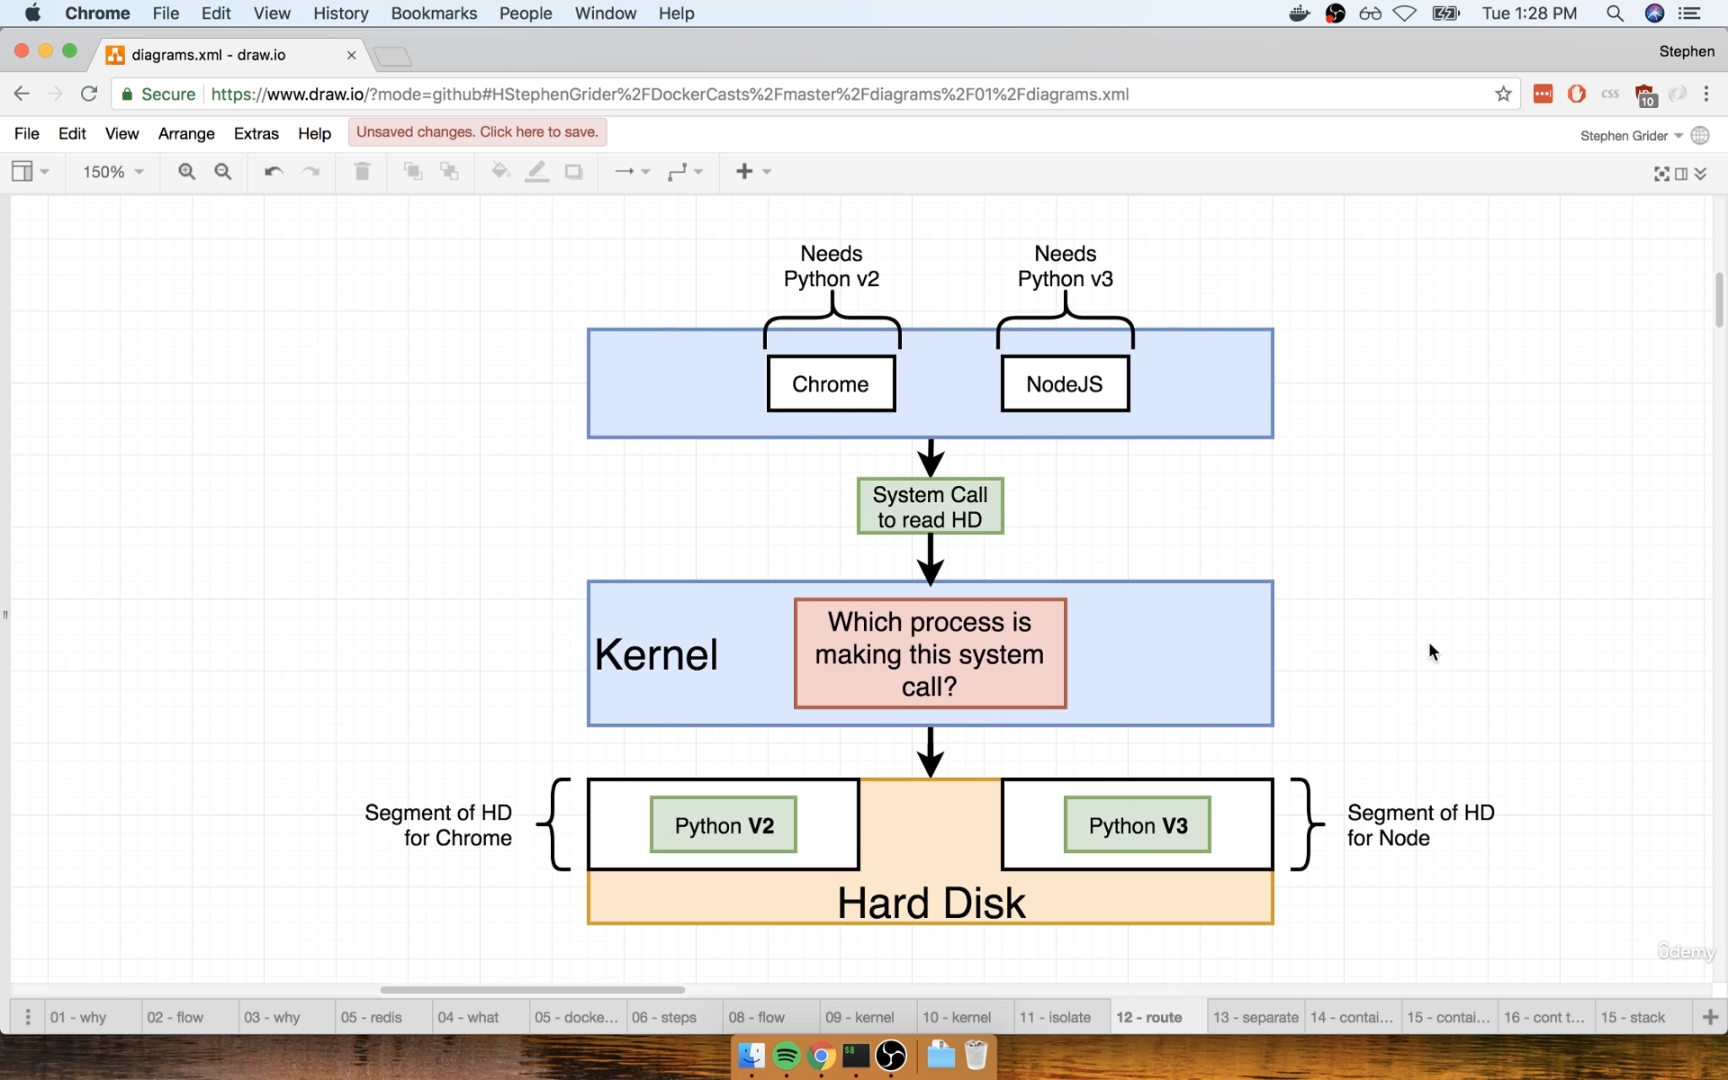 Chrome File Edit View History Bookmarks People Window Help Tue 1:28 PM
diagrams.xml - draw.io × Stephen
Secure https://www.draw.io/?mode=github#HStephenGrider%2FDockerCasts%2Fmaster%2Fdiagrams%2F01%2Fdiagrams.xml css 10
File Edit View Arrange Extras Help Unsaved changes. Click here to save. Stephen Grider
150%
Needs Needs
Python v2 Python v3
Chrome NodeJS
System Call
to read HD
Kernel
Which process is
making this system
call?
Segment of HD
for Chrome
Python V2
Python V3
Segment of HD
for Node
Hard Disk
ûdemy
01 - why 02 - flow 03 - why 05 - redis 04 - what 05 - docke... 06 - steps 08 - flow 09 - kernel 10 - kernel 11 - isolate 12 - route 13 - separate 14 - contai... 15 - contai... 16 - cont t... 15 - stack